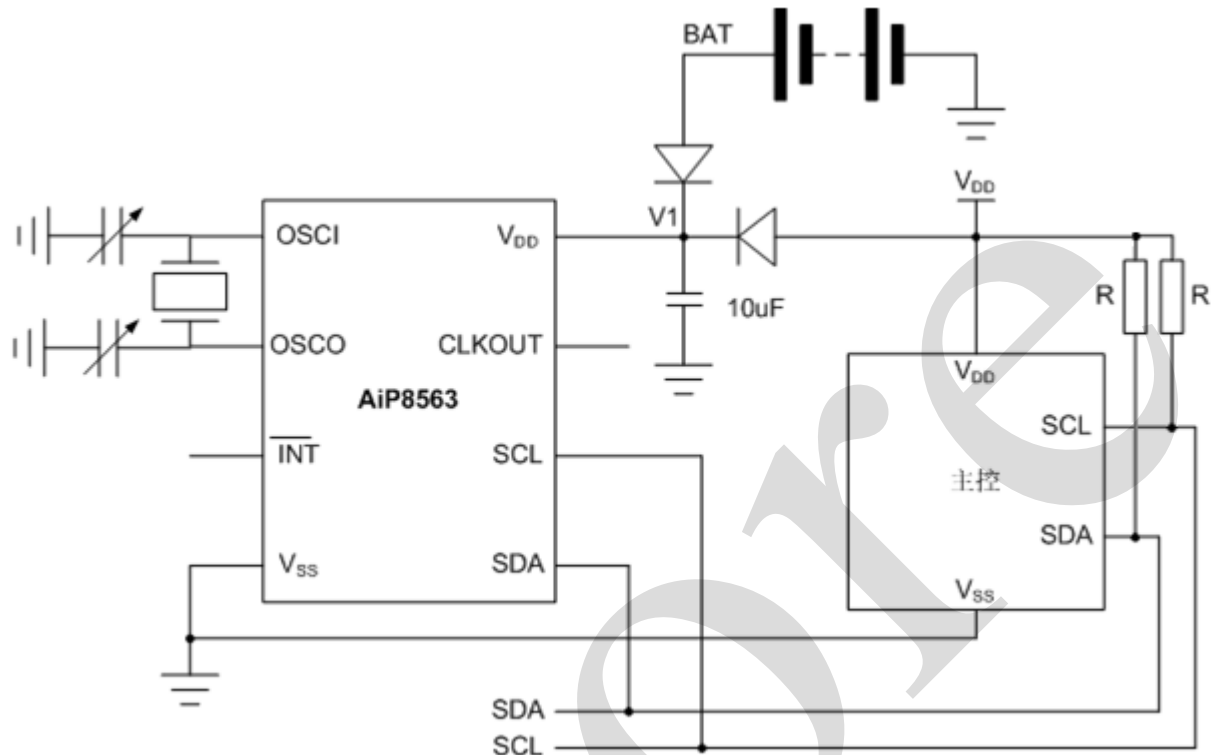 BAT
VDD
V1
OSCI
VDD
10uF
R
R
OSCO
CLKOUT
AiP8563
VDD
SCL
INT
SCL
主控
SDA
VSS
SDA
VSS
SDA
SCL
ore